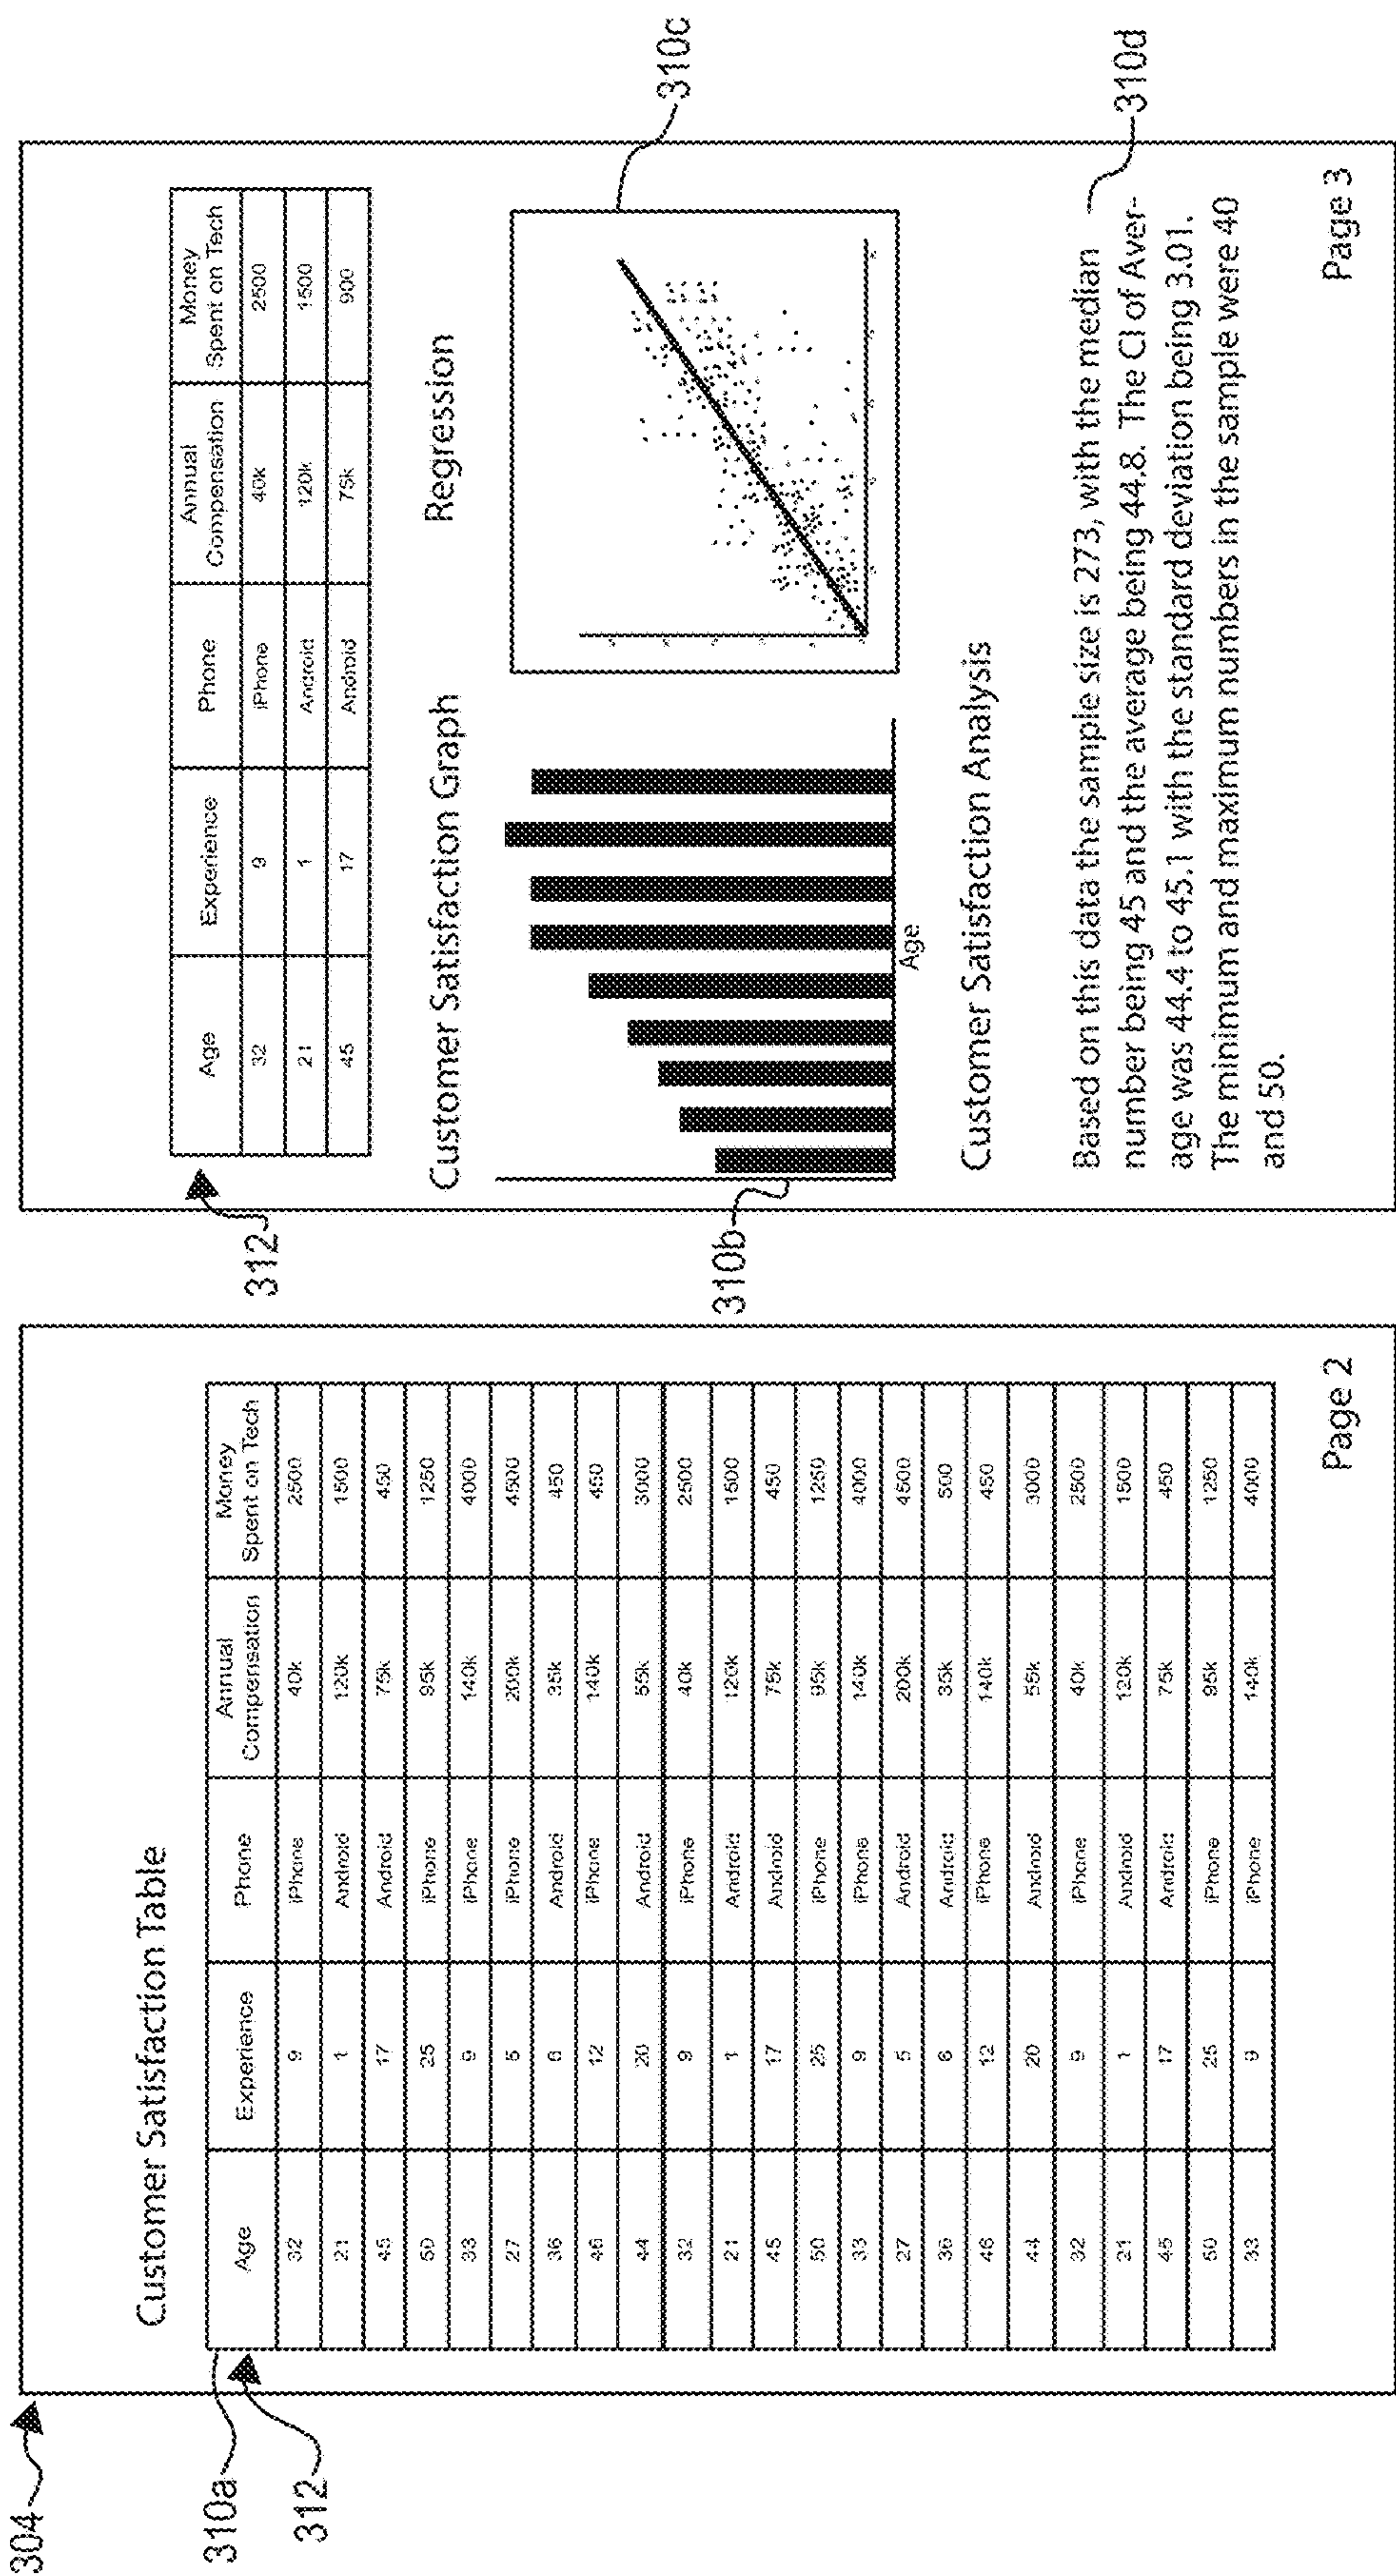 304
310a
312
Customer Satisfaction Table
Age Experience Phone Annual Compensation Money Spent on Tech
32 9 iPhone 40k 2500
21 1 Android 120k 1500
45 17 Android 75k 450
50 25 iPhone 95k 1250
33 9 iPhone 140k 4000
27 5 iPhone 200k 4500
36 6 Android 35k 450
46 12 iPhone 140k 450
44 20 Android 55k 3000
32 9 iPhone 40k 2500
21 1 Android 120k 1500
45 17 Android 75k 450
50 25 iPhone 95k 1250
33 9 iPhone 140k 4000
27 5 Android 200k 4500
36 6 Android 35k 500
46 12 iPhone 140k 450
44 20 Android 55k 3000
32 9 iPhone 40k 2500
21 1 Android 120k 1500
45 17 Android 75k 450
50 25 iPhone 95k 1250
33 9 iPhone 140k 4000
Page 2
312
Age Experience Phone Annual Compensation Money Spent on Tech
32 9 iPhone 40k 2500
21 1 Android 120k 1500
45 17 Android 75k 900
Customer Satisfaction Graph
Regression
310b
Age
310c
Customer Satisfaction Analysis
310d
Based on this data the sample size is 273, with the median
number being 45 and the average being 44.8. The CI of Aver-
age was 44.4 to 45.1 with the standard deviation being 3.01.
The minimum and maximum numbers in the sample were 40
and 50.
Page 3